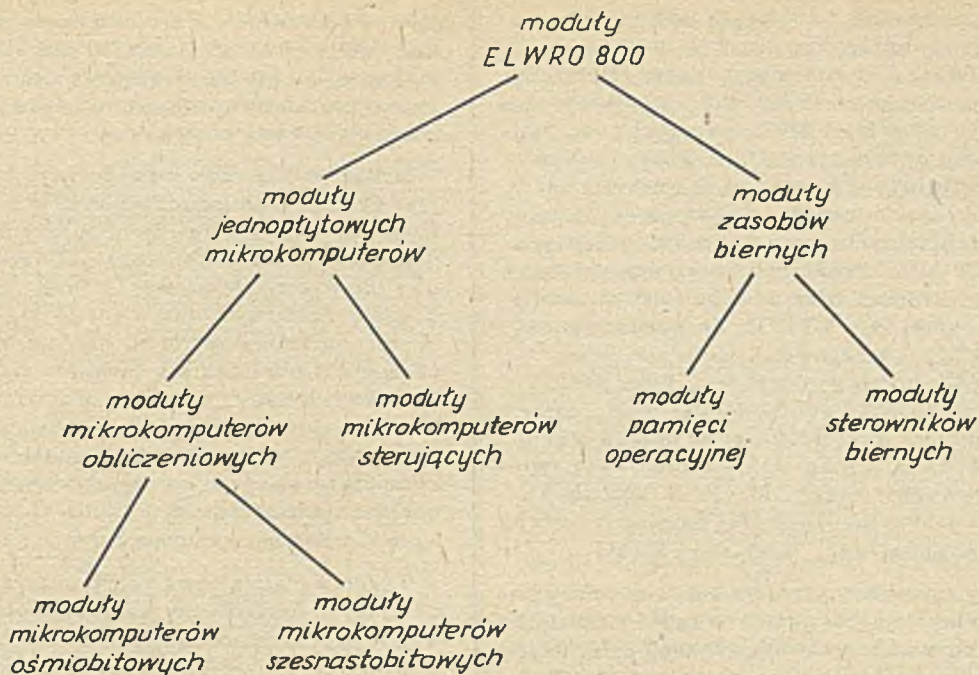 moduły
ELWRO 800
moduły
jednopłytowych
mikrokomputerów
moduły
zasobów
biernych
moduły
mikrokomputerów
obliczeniowych
moduły
mikrokomputerów
sterujących
moduły
pamięci
operacyjnej
moduły
sterowników
biernych
moduły
mikrokomputerów
ośmiobitowych
moduły
mikrokomputerów
szesnastobitowych